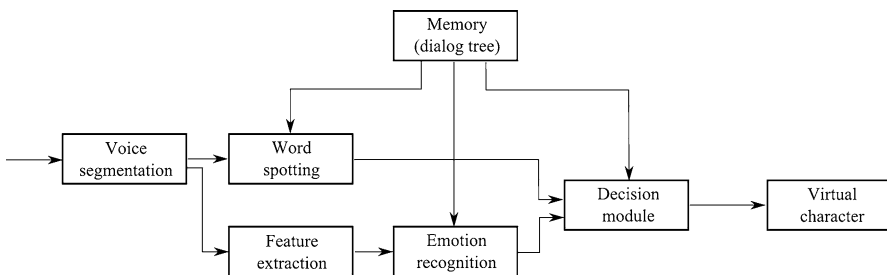 Memory
(dialog tree)
Voice
segmentation
Word
spotting
Decision
module
Virtual
character
Feature
extraction
Emotion
recognition